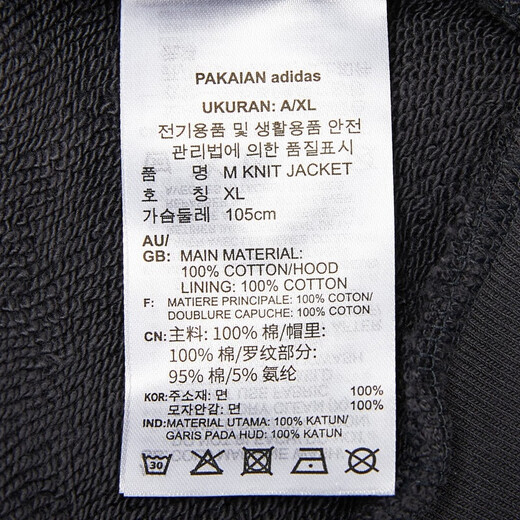 PAKAIAN adidas
UKURAN: A/XL
전기용품 및 생활용품 안전
관리법에 의한 품질표시
품 명 M KNIT JACKET
호 칭 XL
가슴둘레 105cm
AU/
GB: MAIN MATERIAL:
100% COTTON/HOOD
LINING: 100% COTTON
F: MATIERE PRINCIPALE: 100% COTON/
DOUBLURE CAPUCHE: 100% COTON
CN: 主料: 100% 棉/帽里:
100% 棉/罗纹部分:
95% 棉/5% 氨纶
KOR: 주소재: 면 100%
모자안감: 면 100%
IND: MATERIAL UTAMA: 100% KATUN/
GARIS PADA HUD: 100% KATUN
30